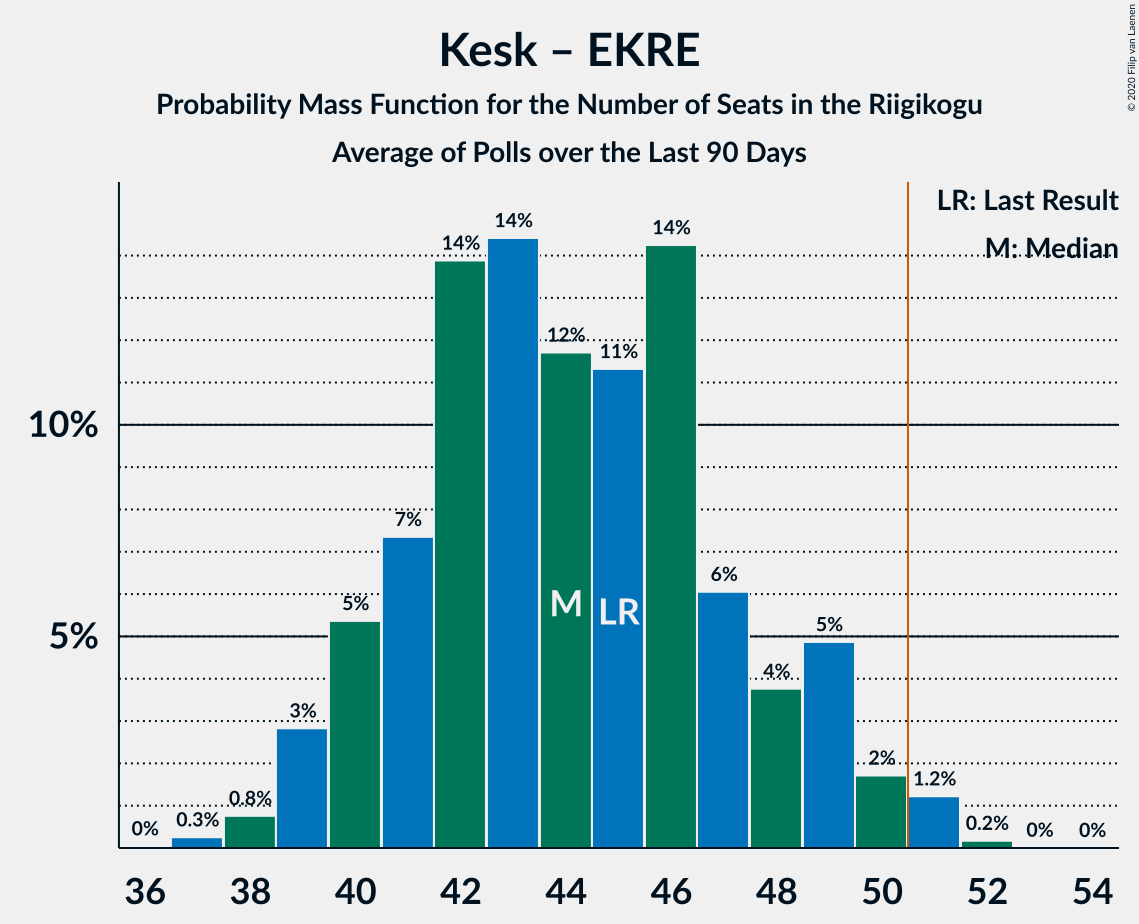 Kesk – EKRE
Probability Mass Function for the Number of Seats in the Riigikogu
Average of Polls over the Last 90 Days
© 2020 Filip van Laenen
LR: Last Result
M: Median
10%
5%
0%
0.3%
0.8%
3%
5%
7%
14%
14%
12%
11%
14%
6%
4%
5%
2%
1.2%
0.2%
0%
0%
M
LR
36 38 40 42 44 46 48 50 52 54